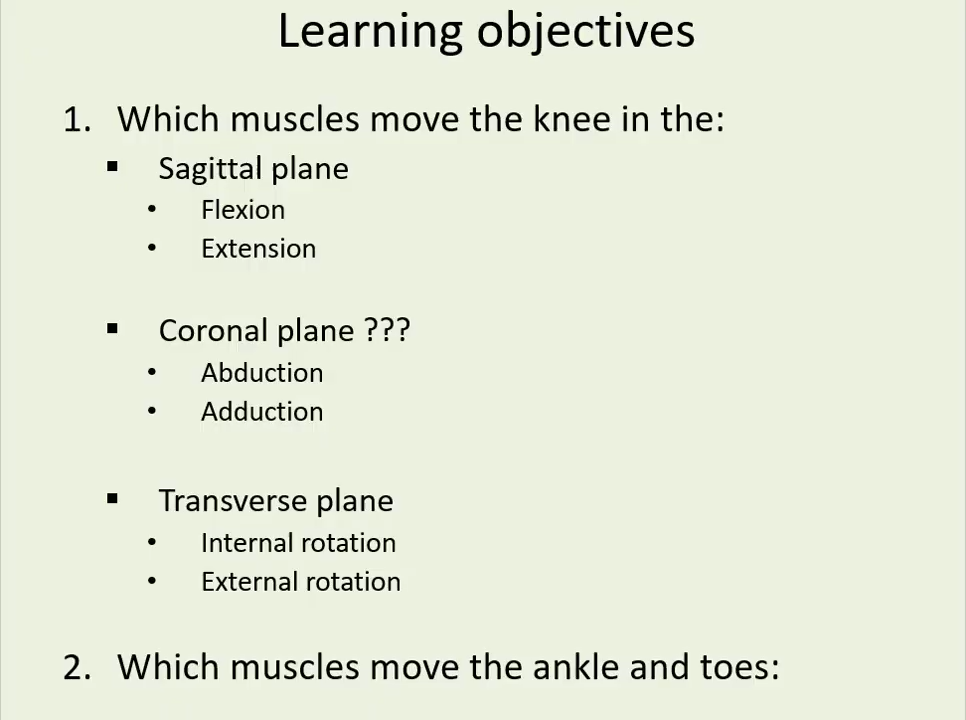 Learning objectives
1. Which muscles move the knee in the:
▪ Sagittal plane
• Flexion
• Extension
▪ Coronal plane ???
• Abduction
• Adduction
▪ Transverse plane
• Internal rotation
• External rotation
2. Which muscles move the ankle and toes: